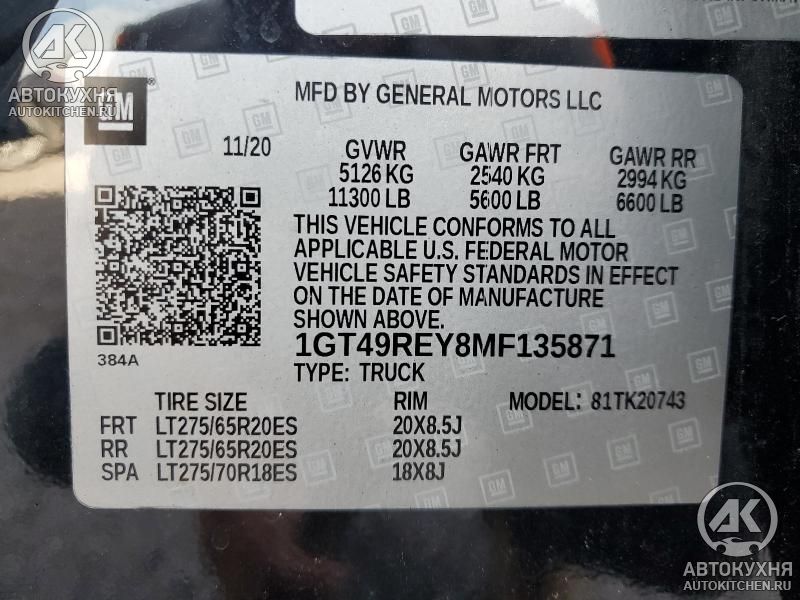 АК
АВТОКУХНЯ
AUTOKITCHEN.RU
GM
MFD BY GENERAL MOTORS LLC
11/20
GVWR GAWR FRT GAWR RR
5126 KG 2540 KG 2994 KG
11300 LB 5600 LB 6600 LB
THIS VEHICLE CONFORMS TO ALL
APPLICABLE U.S. FEDERAL MOTOR
VEHICLE SAFETY STANDARDS IN EFFECT
ON THE DATE OF MANUFACTURE
SHOWN ABOVE.
384A
1GT49REY8MF135871
TYPE: TRUCK
TIRE SIZE RIM MODEL: 81TK20743
FRT LT275/65R20ES 20X8.5J
RR LT275/65R20ES 20X8.5J
SPA LT275/70R18ES 18X8J
АК
АВТОКУХНЯ
AUTOKITCHEN.RU